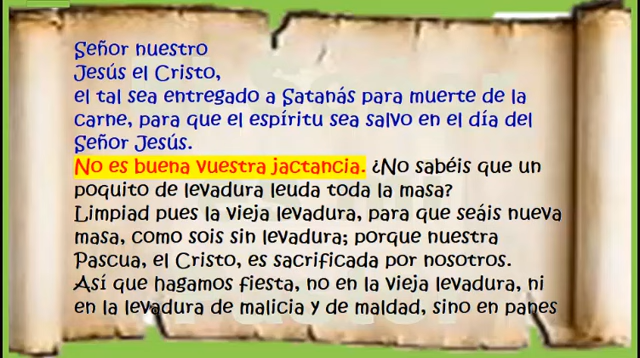 Señor nuestro
Jesús el Cristo,
el tal sea entregado a Satanás para muerte de la
carne, para que el espíritu sea salvo en el día del
Señor Jesús.
No es buena vuestra jactancia. ¿No sabéis que un
poquito de levadura leuda toda la masa?
Limpiad pues la vieja levadura, para que seáis nueva
masa, como sois sin levadura; porque nuestra
Pascua, el Cristo, es sacrificada por nosotros.
Así que hagamos fiesta, no en la vieja levadura, ni
en la levadura de malicia y de maldad, sino en panes